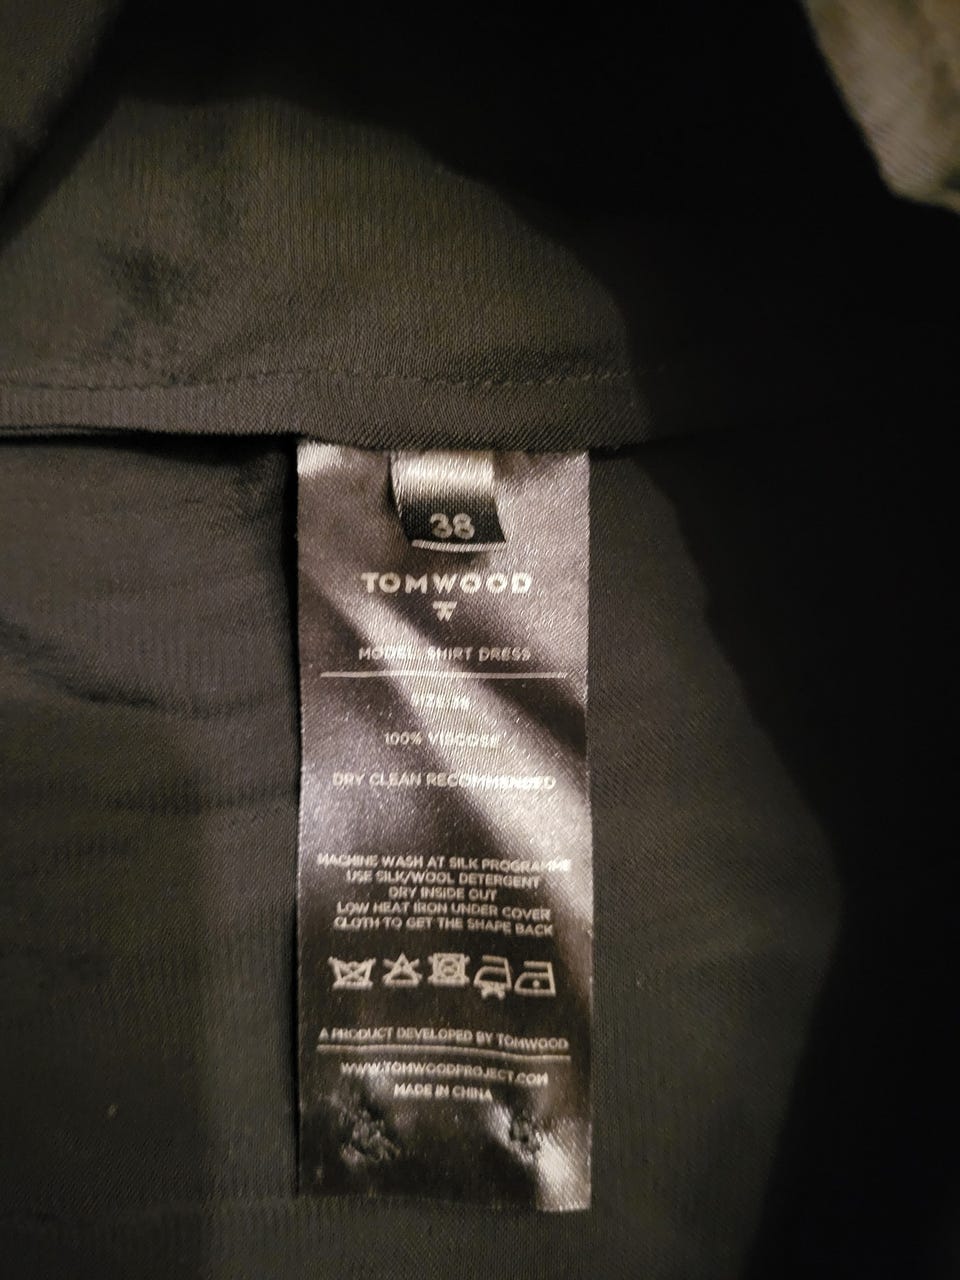 38
TOMWOOD
MODEL: SHIRT DRESS
SIZE 38
100% VISCOSE
DRY CLEAN RECOMMENDED
MACHINE WASH AT SILK PROGRAMME
USE SILK/WOOL DETERGENT
DRY INSIDE OUT
LOW HEAT IRON UNDER COVER
CLOTH TO GET THE SHAPE BACK
A PRODUCT DEVELOPED BY TOMWOOD
WWW.TOMWOODPROJECT.COM
MADE IN CHINA